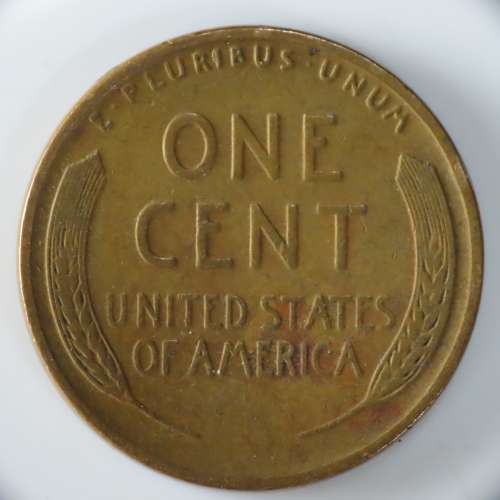 E·PLURIBUS·UNUM
ONE
CENT
UNITED STATES
OF AMERICA